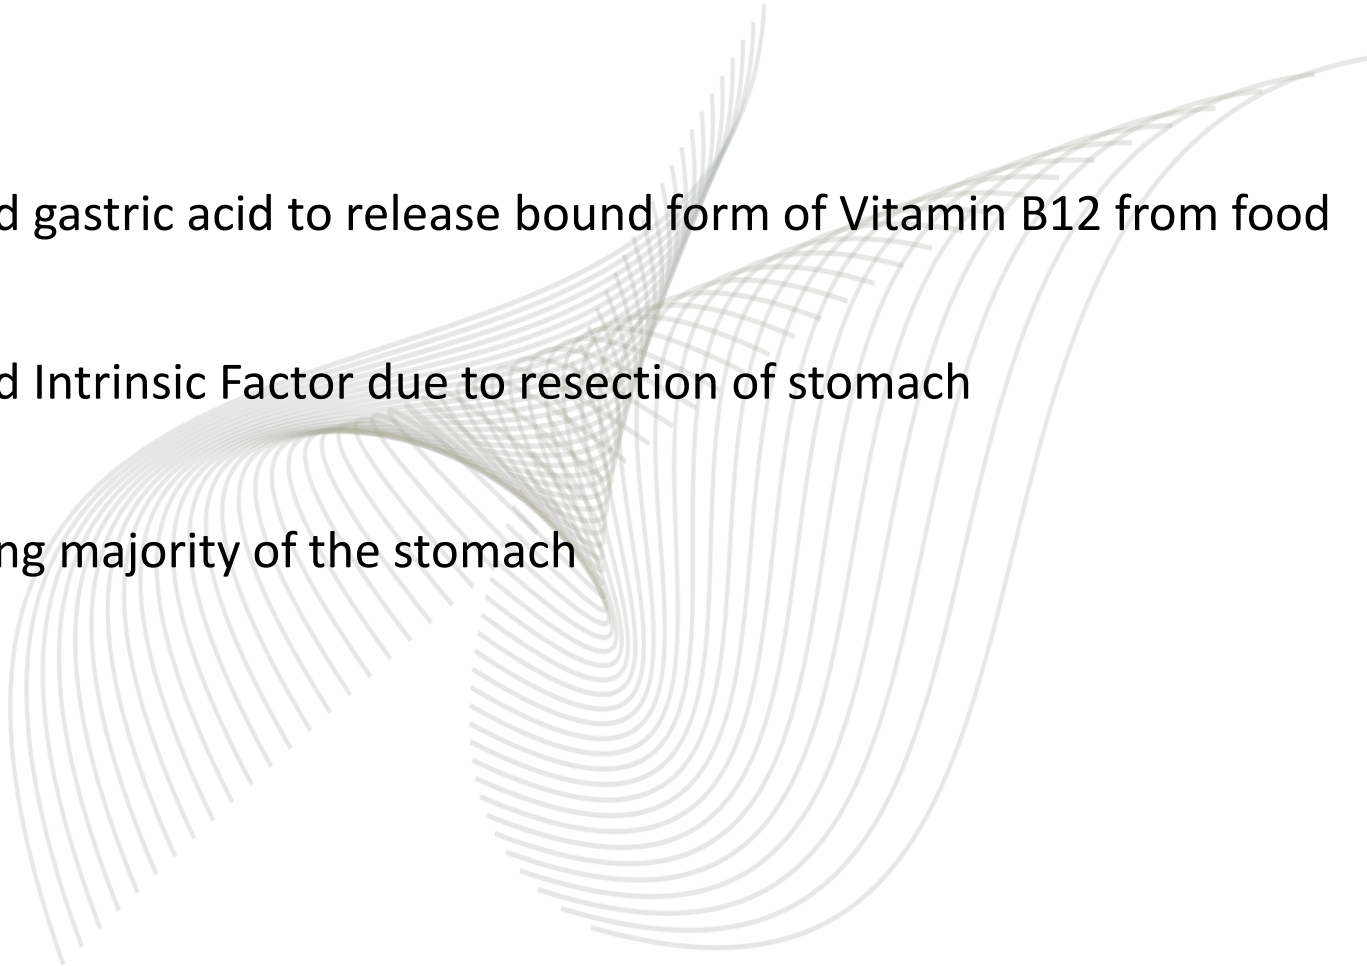 d gastric acid to release bound form of Vitamin B12 from food
d Intrinsic Factor due to resection of stomach
ng majority of the stomach